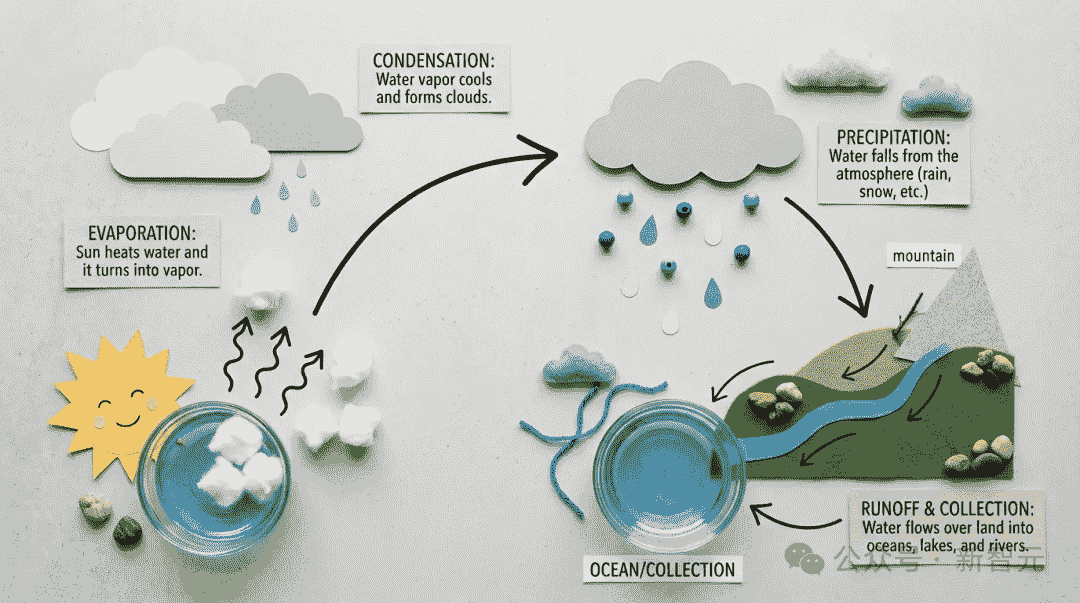 CONDENSATION:
Water vapor cools
and forms clouds.
PRECIPITATION:
Water falls from the
atmosphere (rain,
snow, etc.)
EVAPORATION:
Sun heats water and
it turns into vapor.
mountain
RUNOFF & COLLECTION:
Water flows over land into
oceans, lakes, and rivers.
OCEAN/COLLECTION
公众号 · 新智元